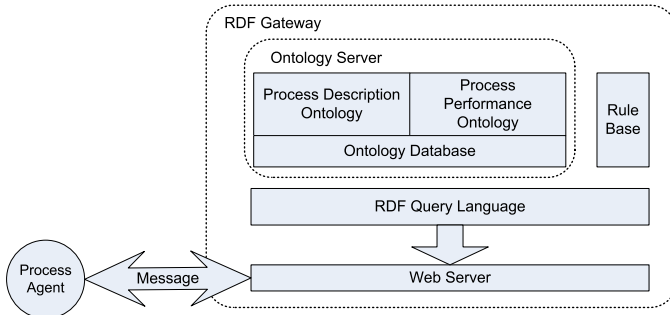 RDF Gateway
Ontology Server
Process Description
Ontology
Process
Performance
Ontology
Rule
Base
Ontology Database
RDF Query Language
Process
Agent
Message
Web Server